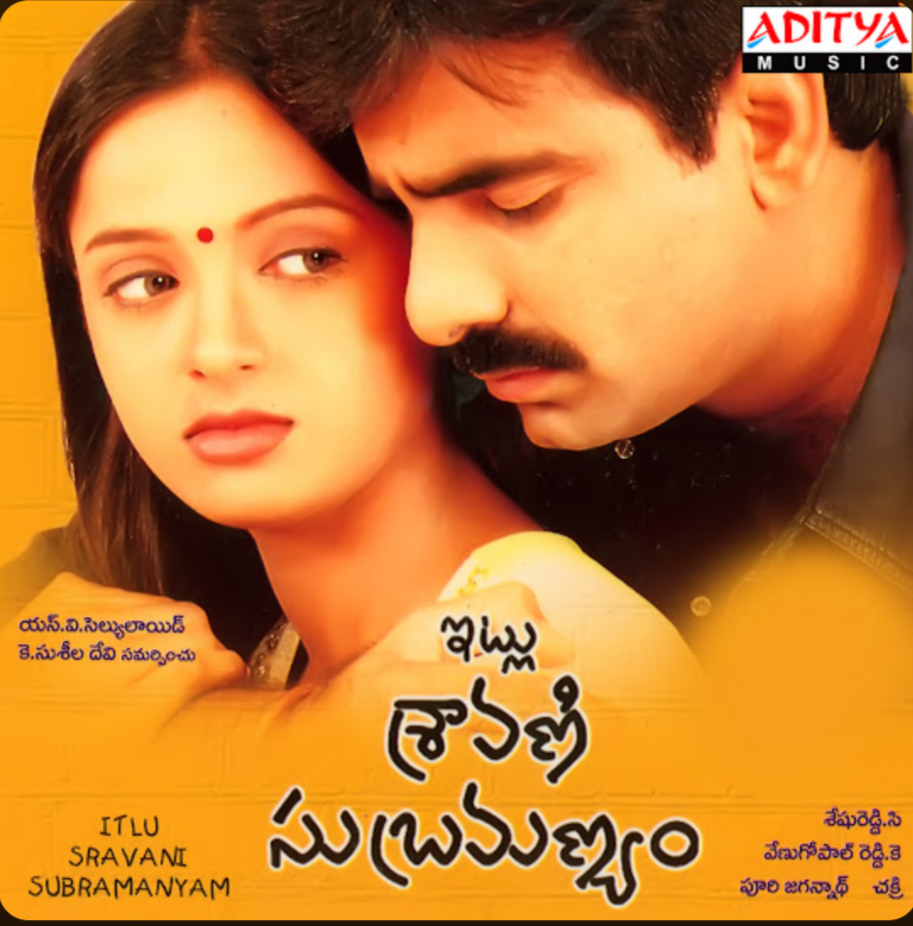 ADITYA
MUSIC
యస్.వి.సెల్యులాయిడ్
కె.సుశీల దేవి సమర్పించు
ఇట్లు
శ్రావణి
సుబ్రమణ్యం
ITLU
SRAVANI
SUBRAMANYAM
శేషురెడ్డి.సి
వేణుగోపాల్ రెడ్డి.కె
పూరి జగన్నాథ్ చక్రి